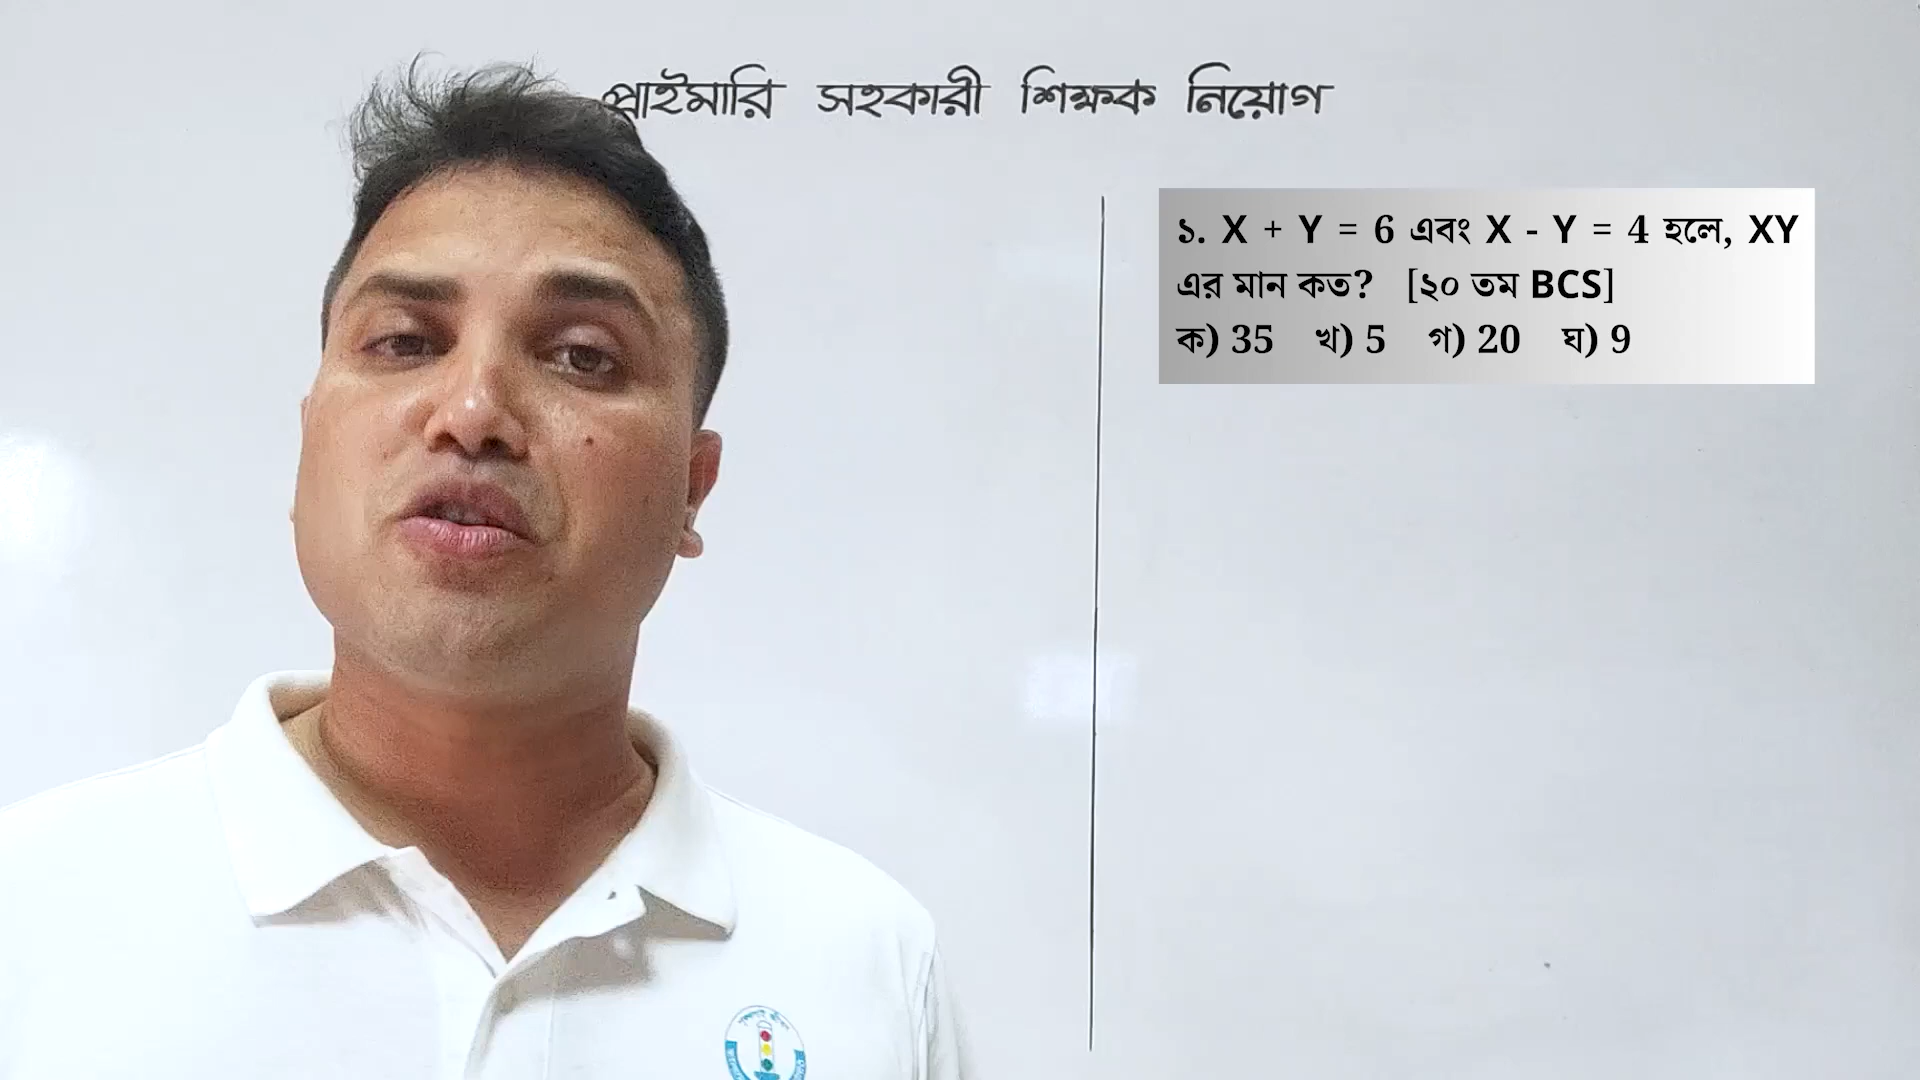 প্রাইমারি সহকারী শিক্ষক নিয়োগ
১. X + Y = 6 এবং X - Y = 4 হলে, XY
এর মান কত? [২০ তম BCS]
ক) 35 খ) 5 গ) 20 ঘ) 9